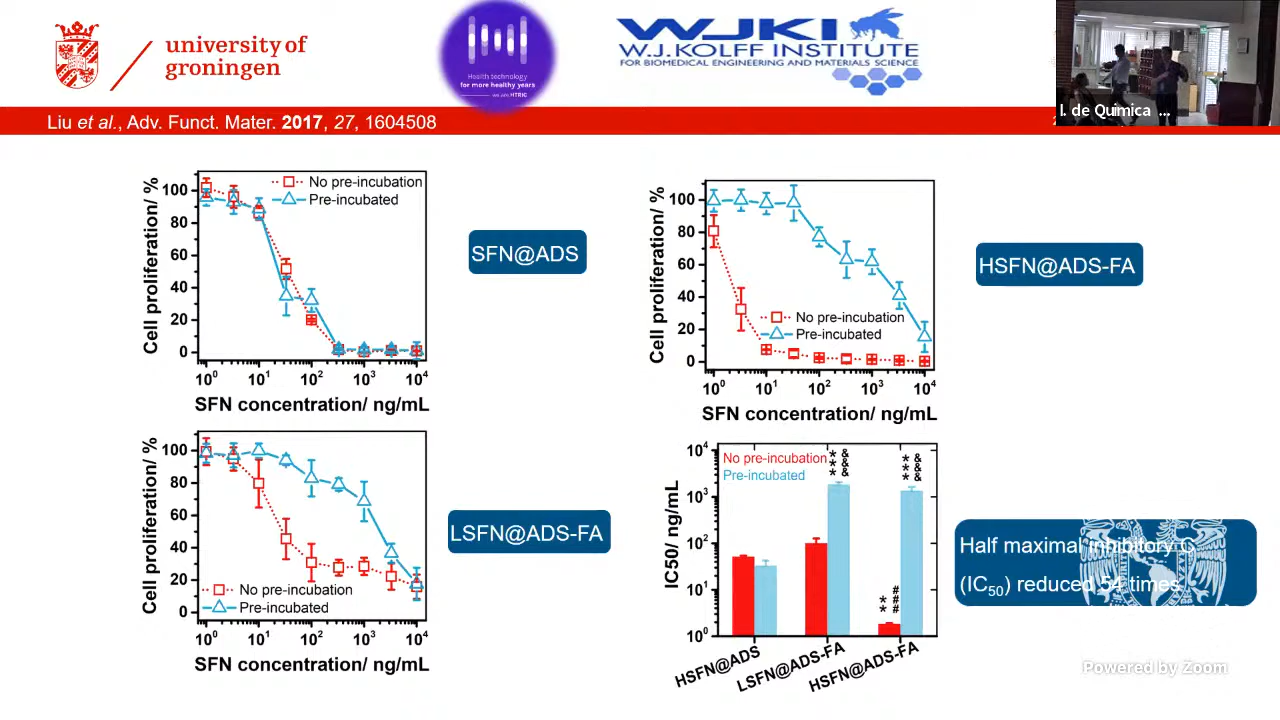 university of
groningen
Health technology
for more healthy years
we are HTRIC
WJKI
W.J.KOLFF INSTITUTE
FOR BIOMEDICAL ENGINEERING AND MATERIALS SCIENCE
I. de Quimica ...
Liu et al., Adv. Funct. Mater. 2017, 27, 1604508
Cell proliferation/ %
100
80
60
40
20
0
No pre-incubation
Pre-incubated
10⁰ 10¹ 10² 10³ 10⁴
SFN concentration/ ng/mL
SFN@ADS
Cell proliferation/ %
100
80
60
40
20
0
No pre-incubation
Pre-incubated
10⁰ 10¹ 10² 10³ 10⁴
SFN concentration/ ng/mL
HSFN@ADS-FA
Cell proliferation/ %
100
80
60
40
20
0
No pre-incubation
Pre-incubated
10⁰ 10¹ 10² 10³ 10⁴
SFN concentration/ ng/mL
LSFN@ADS-FA
IC50/ ng/mL
10⁴
10³
10²
10¹
10⁰
No pre-incubation
Pre-incubated
***
&&&
***
&&&
**
###
HSFN@ADS
LSFN@ADS-FA
HSFN@ADS-FA
Half maximal inhibitory C
(IC₅₀) reduced 54 times
Powered by Zoom